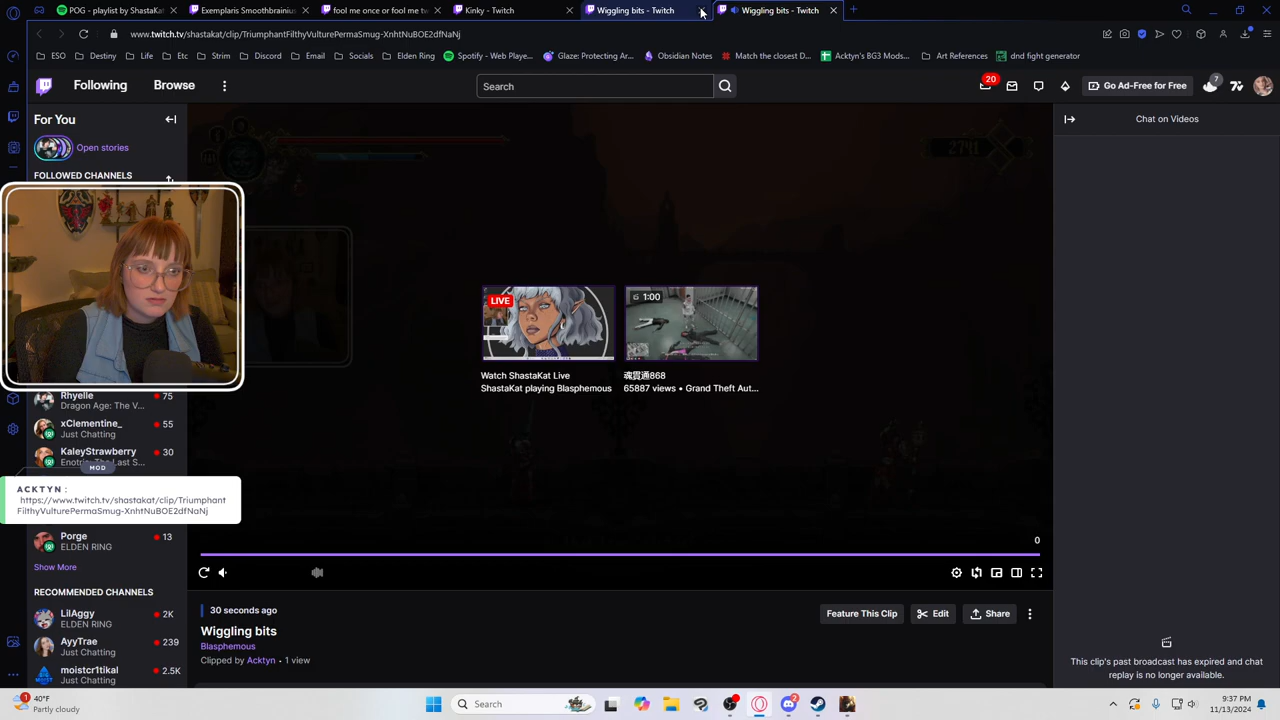 POG - playlist by ShastaKat
Exemplaris Smoothbrainius
fool me once or fool me tw
Kinky - Twitch
Wiggling bits - Twitch
Wiggling bits - Twitch
www.twitch.tv/shastakat/clip/TriumphantFilthyVulturePermaSmug-XnhtNuBOE2dfNaNj
ESO
Destiny
Life
Etc
Strim
Discord
Email
Socials
Elden Ring
Spotify - Web Playe...
Glaze: Protecting Ar...
Obsidian Notes
Match the closest D...
Acktyn's BG3 Mods...
Art References
dnd fight generator
Following
Browse
Search
20
Go Ad-Free for Free
7
For You
Open stories
FOLLOWED CHANNELS
Chat on Videos
2741
LIVE
1:00
Watch ShastaKat Live
ShastaKat playing Blasphemous
65887 views • Grand Theft Aut...
Rhyelle
75
Dragon Age: The V...
xClementine_
55
Just Chatting
KaleyStrawberry
30
Enotria: The Last S...
MOD
ACKTYN :
https://www.twitch.tv/shastakat/clip/Triumphant
FilthyVulturePermaSmug-XnhtNuBOE2dfNaNj
Porge
13
ELDEN RING
Show More
RECOMMENDED CHANNELS
LilAggy
2K
ELDEN RING
AyyTrae
239
Just Chatting
moistcr1tikal
2.5K
Just Chatting
0
30 seconds ago
Feature This Clip
Edit
Share
Wiggling bits
Blasphemous
Clipped by Acktyn • 1 view
This clip's past broadcast has expired and chat
replay is no longer available.
1
40°F
Partly cloudy
Search
2
9:37 PM
11/13/2024